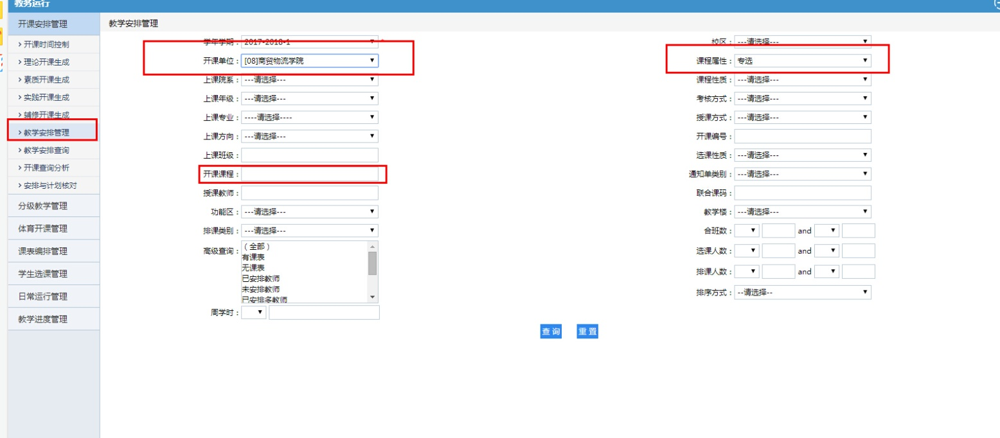 教务运行
开课安排管理
教学安排管理
> 开课时间控制
> 理论开课生成
> 素质开课生成
> 实践开课生成
> 辅修开课生成
> 教学安排管理
> 教学安排查询
> 开课查询分析
> 安排与计划核对
分级教学管理
体育开课管理
课表编排管理
学生选课管理
日常运行管理
教学进度管理
学年学期： 2017-2018-1 *
校区： ---请选择---
开课单位： [08]商贸物流学院
课程属性： 专选
上课院系： ---请选择---
课程性质： ---请选择---
上课年级： ---请选择---
考核方式： ---请选择---
上课专业： ----请选择----
授课方式： ---请选择---
上课方向： ---请选择---
开课编号：
上课班级：
选课性质： ---请选择---
开课课程：
通知单类别： ---请选择---
授课教师：
联合课码：
功能区： ---请选择---
教学楼： ---请选择---
排课类别： ---请选择---
合班数： and
高级查询： （全部）
有课表
无课表
已安排教师
未安排教师
已安排多教师
选课人数： and
排课人数： and
排序方式： --请选择--
周学时：
查 询
重 置